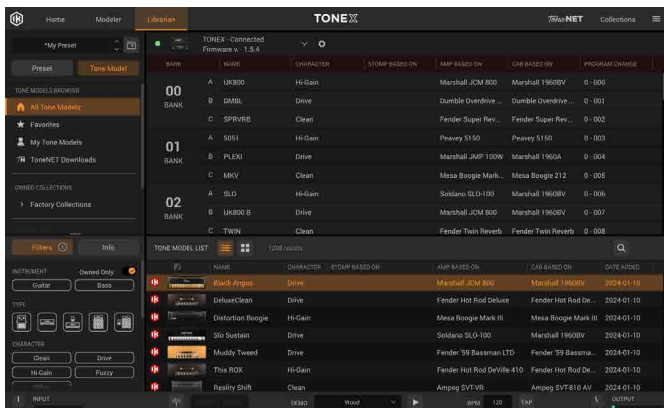 Home Modeler Librarian TONEX ToneNET Collections
*My Preset
TONEX - Connected
Firmware v. 1.5.4
Preset Tone Model
BANK NAME CHARACTER STOMP BASED ON AMP BASED ON CAB BASED ON PROGRAM CHANGE
TONE MODELS BROWSER
All Tone Models
Favorites
My Tone Models
ToneNET Downloads
OWNED COLLECTIONS
Factory Collections
00
BANK
A UK800 Hi-Gain Marshall JCM 800 Marshall 1960BV 0 - 000
B DMBL Drive Dumble Overdrive ... Dumble Overdrive ... 0 - 001
C SPRVRB Clean Fender Super Rev... Fender Super Rev... 0 - 002
01
BANK
A 5051 Hi-Gain Peavey 5150 Peavey 5150 0 - 003
B PLEXI Drive Marshall JMP 100W Marshall 1960A 0 - 004
C MKV Clean Mesa Boogie Mark... Mesa Boogie 212 0 - 005
02
BANK
A SLO Hi-Gain Soldano SLO-100 Marshall 1960BV 0 - 006
B UK800 B Drive Marshall JCM 800 Marshall 1960BV 0 - 007
C TWIN Clean Fender Twin Reverb Fender Twin Reverb 0 - 008
Filters Info
TONE MODEL LIST 1208 results
INSTRUMENT Owned Only
Guitar Bass
TYPE
CHARACTER
Clean Drive
Hi-Gain Fuzzy
NAME CHARACTER STOMP BASED ON AMP BASED ON CAB BASED ON DATE ADDED
Black Angus Drive Marshall JCM 800 Marshall 1960BV 2024-01-10
DeluxeClean Drive Fender Hot Rod Deluxe Fender Hot Rod De... 2024-01-10
Distortion Boogie Hi-Gain Mesa Boogie Mark III Mesa Boogie Mark III 2024-01-10
Slo Sustain Drive Soldano SLO-100 Marshall 1960BV 2024-01-10
Muddy Tweed Drive Fender '59 Bassman LTD Fender '59 Bassma... 2024-01-10
This ROX Hi-Gain Fender Hot Rod DeVille 410 Fender Hot Rod De... 2024-01-10
Reality Shift Clean Ampeg SVT-VR Ampeg SVT-810 AV 2024-01-10
INPUT DEMO Wood BPM 120 TAP OUTPUT